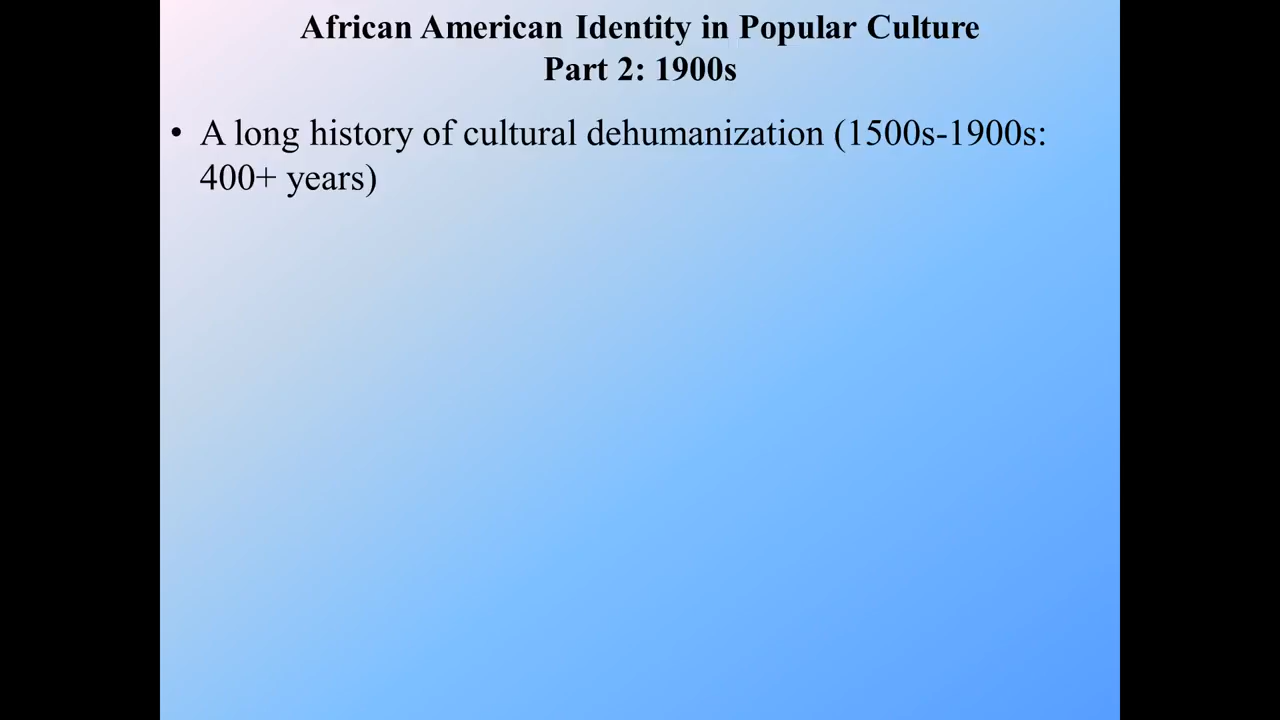 African American Identity in Popular Culture
Part 2: 1900s
• A long history of cultural dehumanization (1500s-1900s:
400+ years)